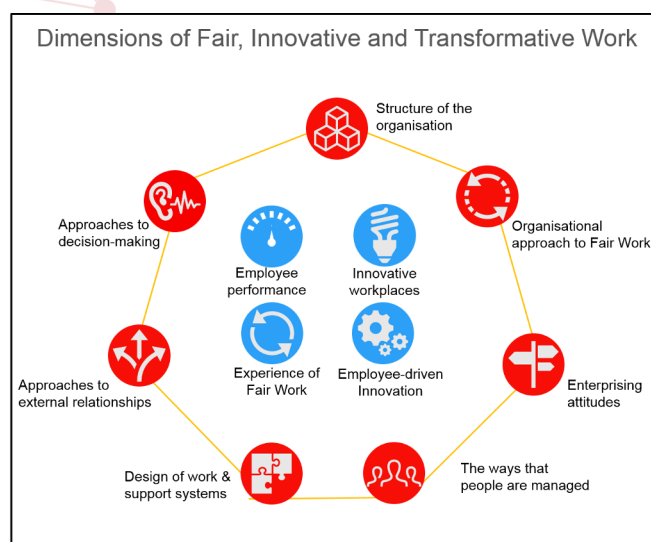 Dimensions of Fair, Innovative and Transformative Work
Structure of the
organisation
Approaches to
decision-making
Organisational
approach to Fair Work
Employee
performance
Innovative
workplaces
Experience of
Fair Work
Employee-driven
Innovation
Approaches to
external relationships
Enterprising
attitudes
Design of work &
support systems
The ways that
people are managed